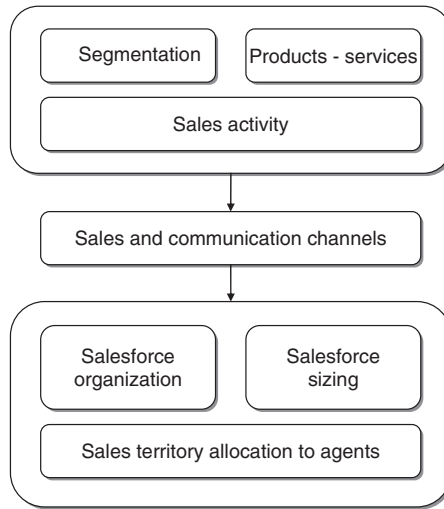 Segmentation
Products - services
Sales activity
Sales and communication channels
Salesforce
organization
Salesforce
sizing
Sales territory allocation to agents